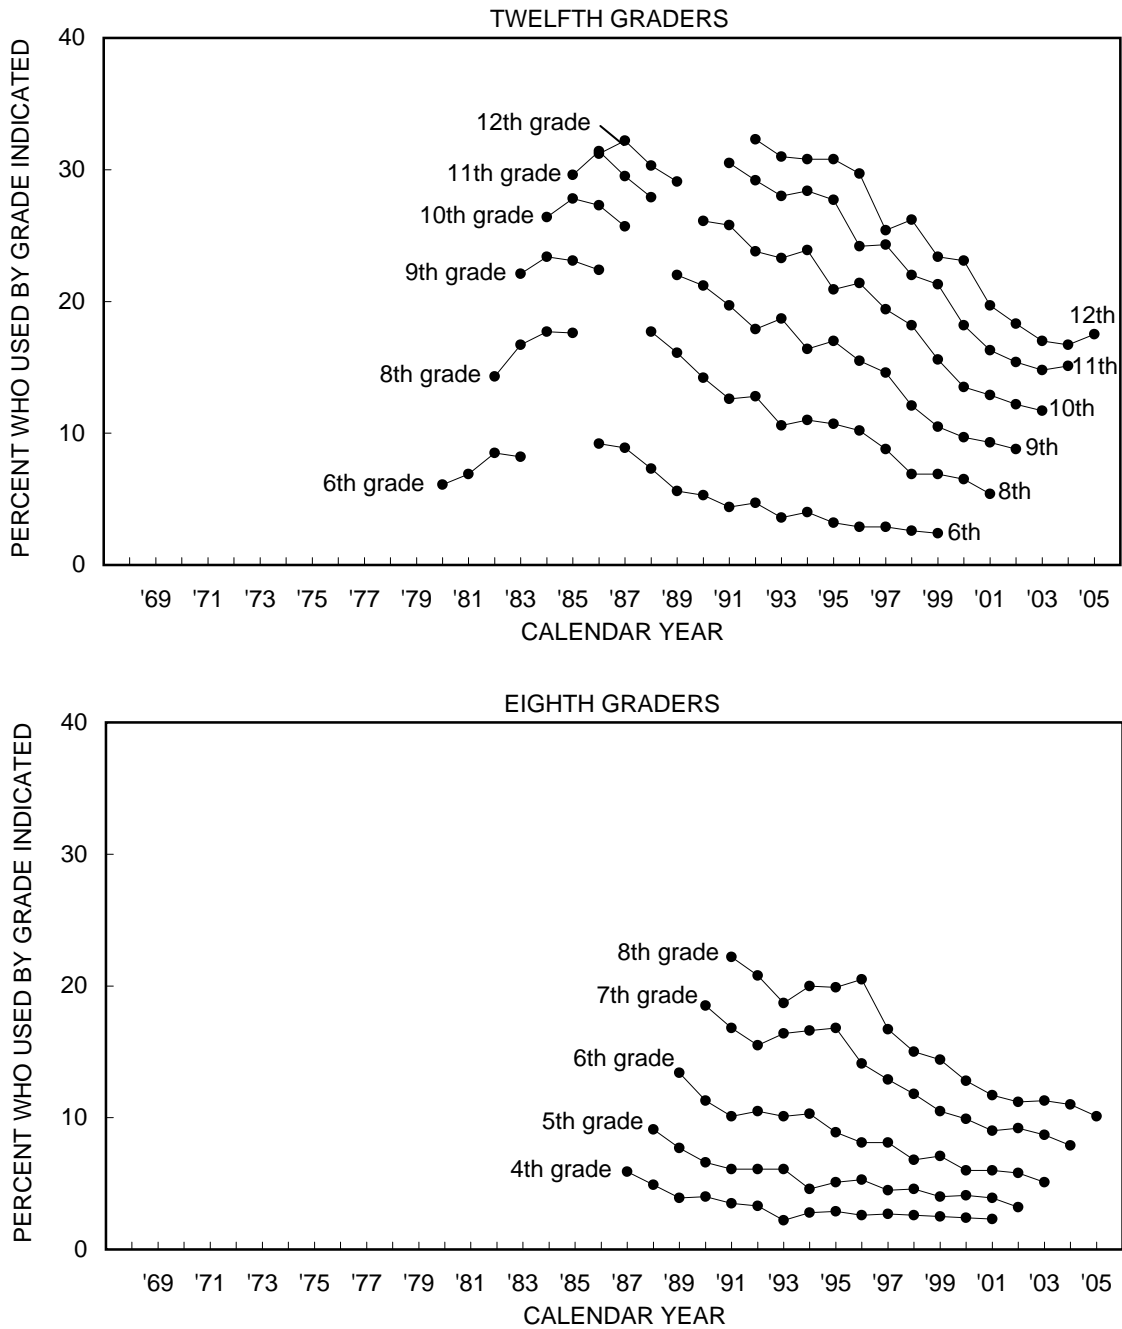 TWELFTH GRADERS
PERCENT WHO USED BY GRADE INDICATED
40
30
20
10
0
12th grade
11th grade
10th grade
9th grade
8th grade
6th grade
12th
11th
10th
9th
8th
6th
'69 '71 '73 '75 '77 '79 '81 '83 '85 '87 '89 '91 '93 '95 '97 '99 '01 '03 '05
CALENDAR YEAR
EIGHTH GRADERS
PERCENT WHO USED BY GRADE INDICATED
40
30
20
10
0
8th grade
7th grade
6th grade
5th grade
4th grade
'69 '71 '73 '75 '77 '79 '81 '83 '85 '87 '89 '91 '93 '95 '97 '99 '01 '03 '05
CALENDAR YEAR